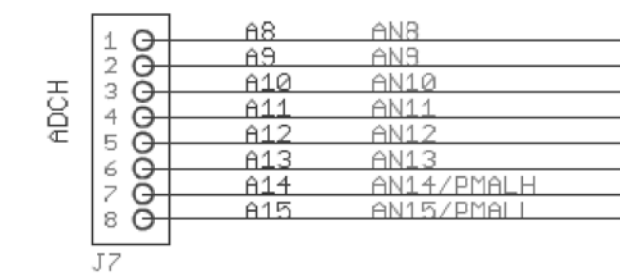 ADCH
1 A8 AN8
2 A9 AN9
3 A10 AN10
4 A11 AN11
5 A12 AN12
6 A13 AN13
7 A14 AN14/PMALH
8 A15 AN15/PMALL
J7